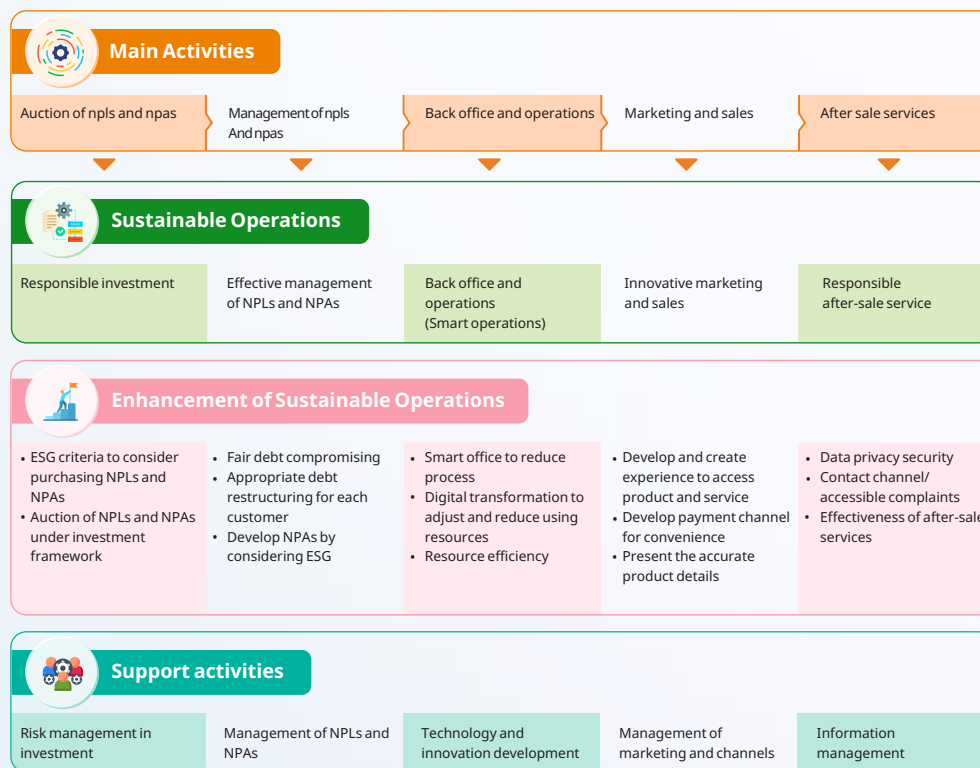 Main Activities
Auction of npls and npas
Management of npls
And npas
Back office and operations
Marketing and sales
After sale services
Sustainable Operations
Responsible investment
Effective management
of NPLs and NPAs
Back office and
operations
(Smart operations)
Innovative marketing
and sales
Responsible
after-sale service
Enhancement of Sustainable Operations
• ESG criteria to consider
purchasing NPLs and
NPAs
• Auction of NPLs and NPAs
under investment
framework
• Fair debt compromising
• Appropriate debt
restructuring for each
customer
• Develop NPAs by
considering ESG
• Smart office to reduce
process
• Digital transformation to
adjust and reduce using
resources
• Resource efficiency
• Develop and create
experience to access
product and service
• Develop payment channel
for convenience
• Present the accurate
product details
• Data privacy security
• Contact channel/
accessible complaints
• Effectiveness of after-sale
services
Support activities
Risk management in
investment
Management of NPLs and
NPAs
Technology and
innovation development
Management of
marketing and channels
Information
management